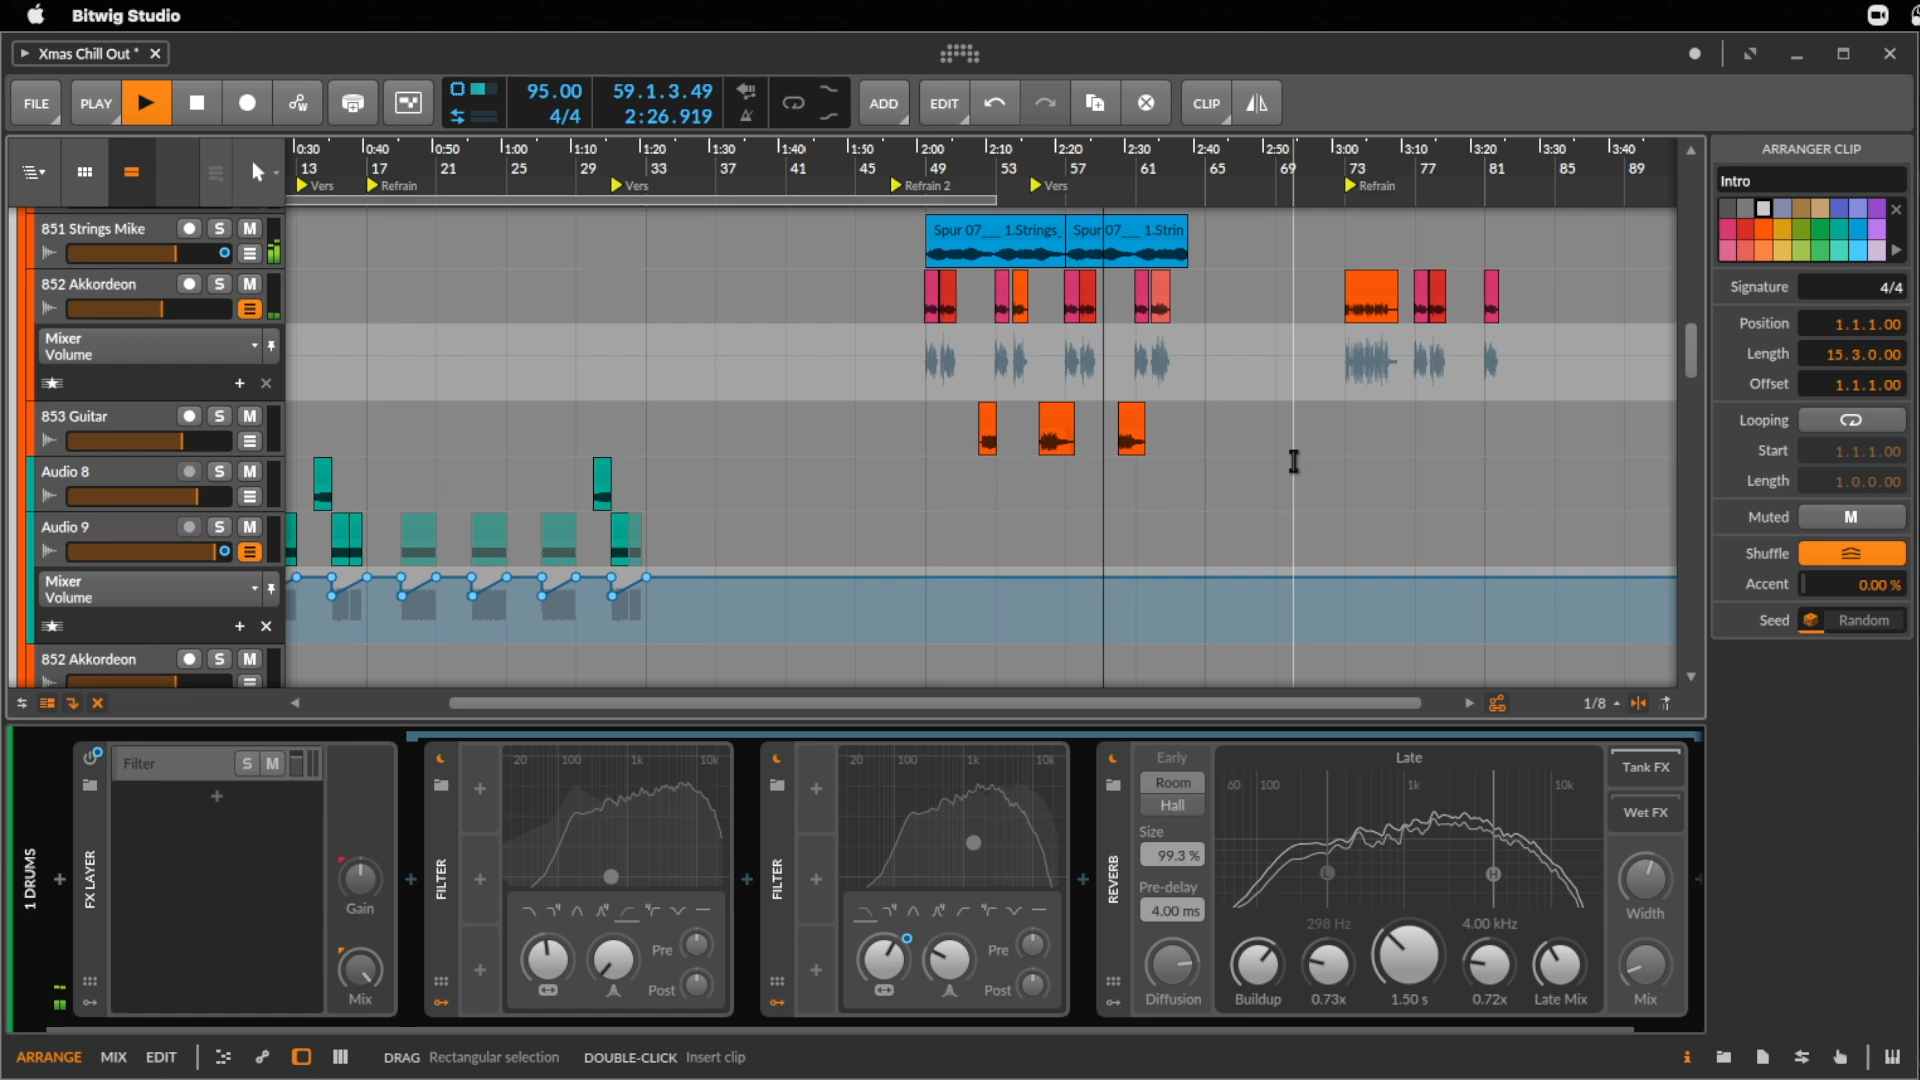 Bitwig Studio
Xmas Chill Out *
FILE
PLAY
95.00
4/4
59.1.3.49
2:26.919
ADD
EDIT
CLIP
0:30 0:40 0:50 1:00 1:10 1:20 1:30 1:40 1:50 2:00 2:10 2:20 2:30 2:40 2:50 3:00 3:10 3:20 3:30 3:40
13 17 21 25 29 33 37 41 45 49 53 57 61 65 69 73 77 81 85 89
Vers Refrain Vers Refrain 2 Vers Refrain
851 Strings Mike S M
Spur 07___ 1.Strings_ Spur 07___ 1.Strin
852 Akkordeon S M
Mixer
Volume
853 Guitar S M
Audio 8 S M
Audio 9 S M
Mixer
Volume
852 Akkordeon S M
1/8
ARRANGER CLIP
Intro
Signature 4/4
Position 1.1.1.00
Length 15.3.0.00
Offset 1.1.1.00
Looping
Start 1.1.1.00
Length 1.0.0.00
Muted M
Shuffle
Accent 0.00 %
Seed Random
1 DRUMS
FX LAYER
Filter S M
Gain
Mix
FILTER
20 100 1k 10k
Pre
Post
FILTER
20 100 1k 10k
Pre
Post
REVERB
Early
Room
Hall
Size
99.3 %
Pre-delay
4.00 ms
Diffusion
Late
60 100 1k 10k
L
H
298 Hz
4.00 kHz
Buildup
0.73x
1.50 s
0.72x
Late Mix
Tank FX
Wet FX
Width
Mix
ARRANGE MIX EDIT
DRAG Rectangular selection DOUBLE-CLICK Insert clip